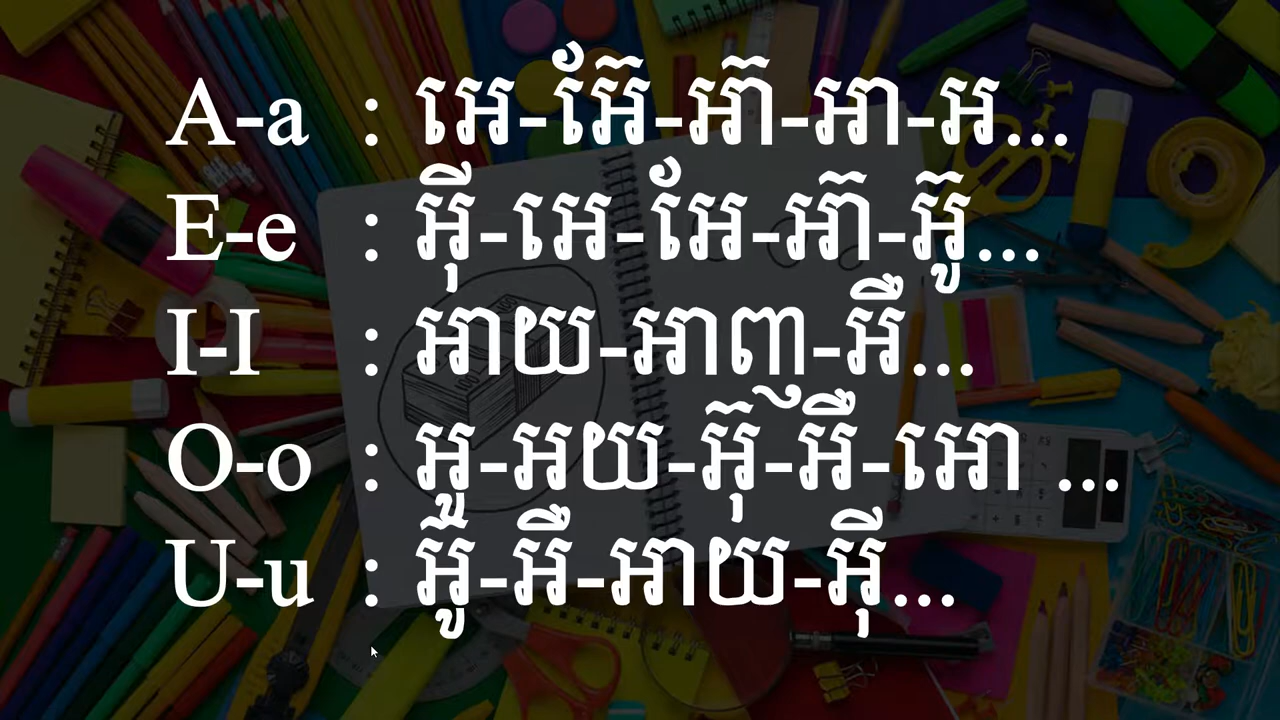 A-a : អេ-អ៊ែ-អ៊ា-អា-អ...
E-e : អ៊ី-អេ-អែ-អ៊ា-អ៊ូ...
I-I : អាយ-អាញ-អឺ...
O-o : អួ-អយ-អ៊ុ-អឺ-អោ ...
U-u : អ៊ូ-អឺ-អាយ-អ៊ី...